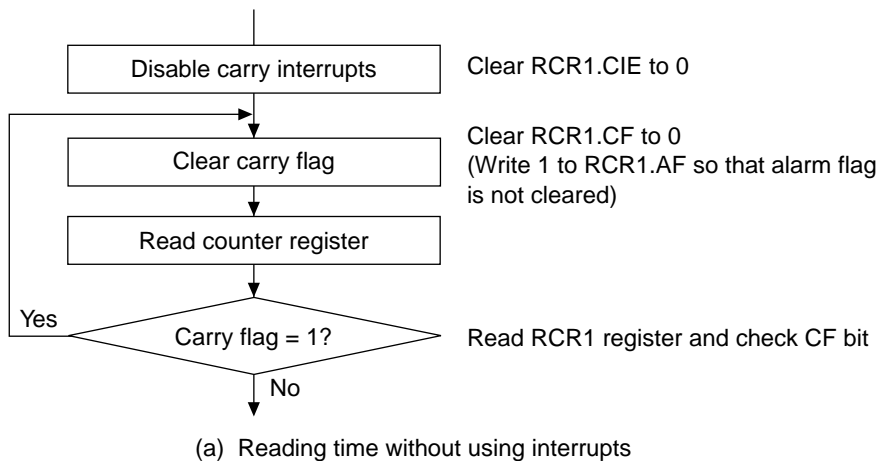 Disable carry interrupts
Clear RCR1.CIE to 0
Clear carry flag
Clear RCR1.CF to 0
(Write 1 to RCR1.AF so that alarm flag
is not cleared)
Read counter register
Yes
Carry flag = 1?
Read RCR1 register and check CF bit
No
(a) Reading time without using interrupts